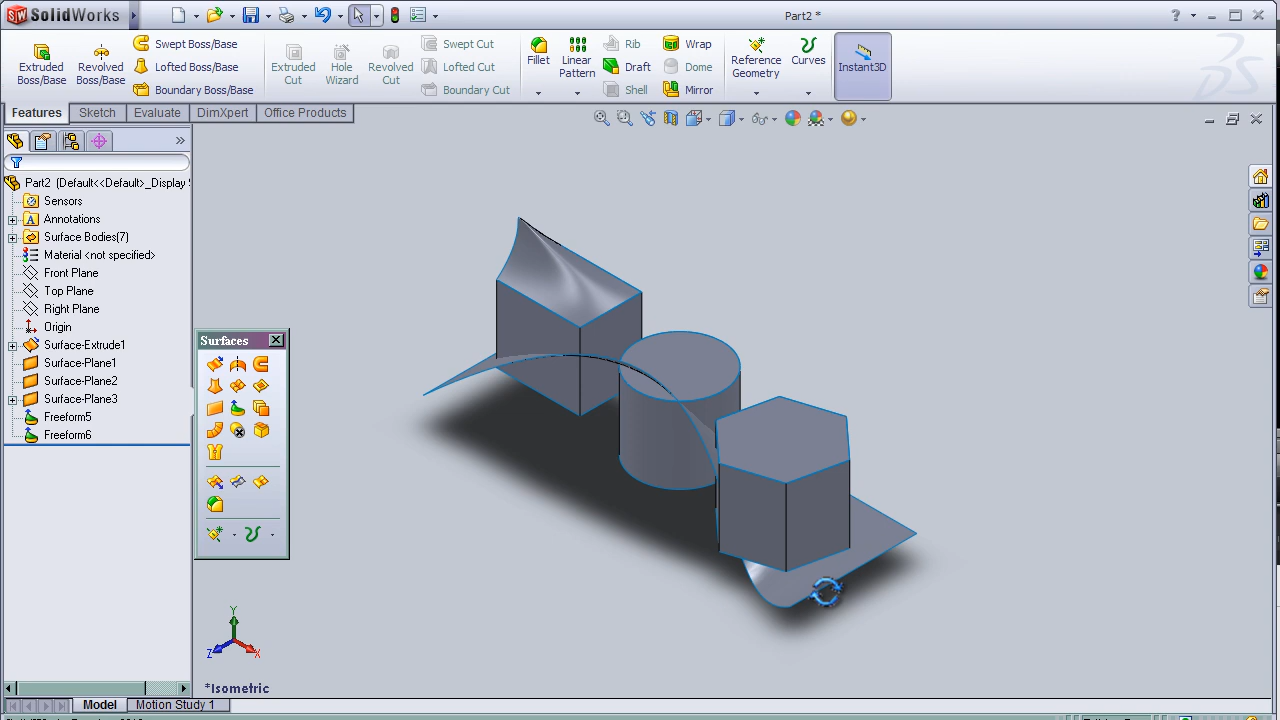 SW SolidWorks
Part2 *
Extruded Boss/Base
Revolved Boss/Base
Swept Boss/Base
Lofted Boss/Base
Boundary Boss/Base
Extruded Cut
Hole Wizard
Revolved Cut
Swept Cut
Lofted Cut
Boundary Cut
Fillet
Linear Pattern
Rib
Draft
Shell
Wrap
Dome
Mirror
Reference Geometry
Curves
Instant3D
Features
Sketch
Evaluate
DimXpert
Office Products
Part2 (Default<<Default>_Display
Sensors
Annotations
Surface Bodies(7)
Material <not specified>
Front Plane
Top Plane
Right Plane
Origin
Surface-Extrude1
Surface-Plane1
Surface-Plane2
Surface-Plane3
Freeform5
Freeform6
Surfaces
Y
Z
X
*Isometric
Model
Motion Study 1